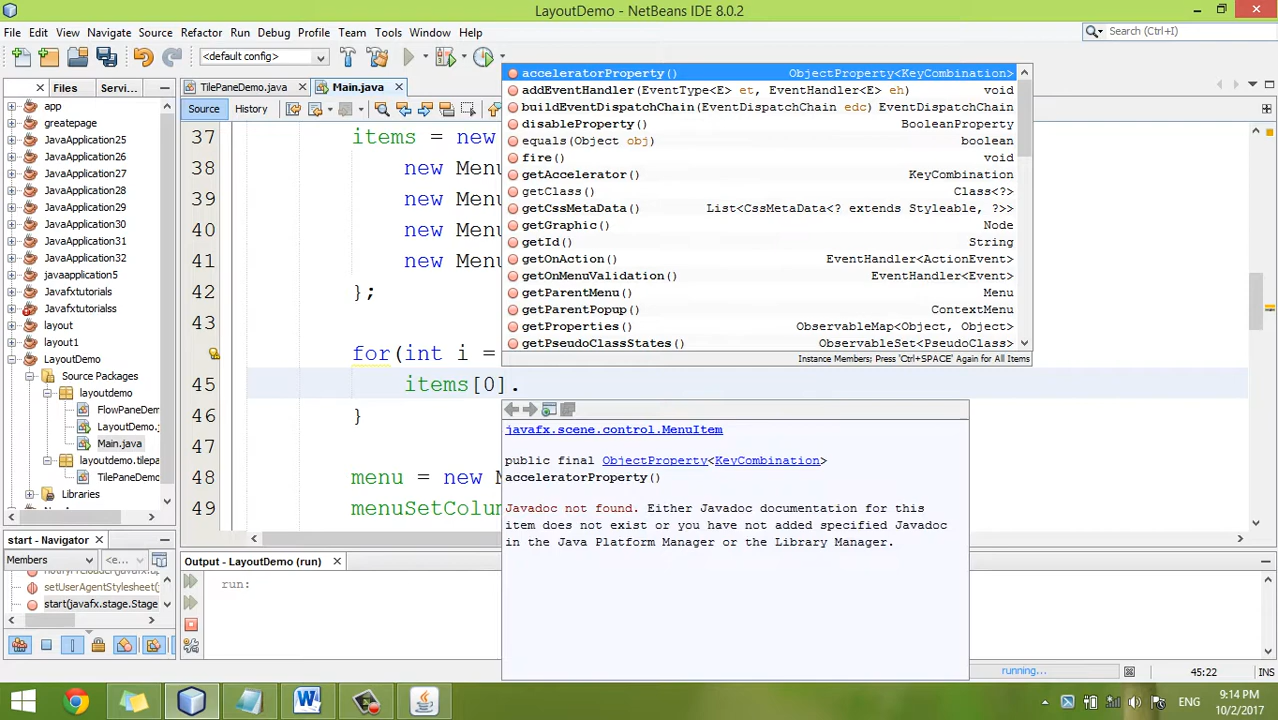 LayoutDemo - NetBeans IDE 8.0.2
File Edit View Navigate Source Refactor Run Debug Profile Team Tools Window Help
Search (Ctrl+I)
<default config>
Files Servi...
TilePaneDemo.java
Main.java
Source History
app
greatepage
JavaApplication25
JavaApplication26
JavaApplication27
JavaApplication28
JavaApplication29
JavaApplication30
JavaApplication31
JavaApplication32
javaapplication5
Javafxtutorials
Javafxtutorialss
layout
layout1
LayoutDemo
Source Packages
layoutdemo
FlowPaneDem
LayoutDemo.j
Main.java
layoutdemo.tilepa
TilePaneDemo
Libraries
37 items = new
38 new Menu
39 new Menu
40 new Menu
41 new Menu
42 };
43
for(int i =
45 items[0].
46 }
47
48 menu = new M
49 menuSetColum
acceleratorProperty() ObjectProperty<KeyCombination>
addEventHandler(EventType<E> et, EventHandler<E> eh) void
buildEventDispatchChain(EventDispatchChain edc) EventDispatchChain
disableProperty() BooleanProperty
equals(Object obj) boolean
fire() void
getAccelerator() KeyCombination
getClass() Class<?>
getCssMetaData() List<CssMetaData<? extends Styleable, ?>>
getGraphic() Node
getId() String
getOnAction() EventHandler<ActionEvent>
getOnMenuValidation() EventHandler<Event>
getParentMenu() Menu
getParentPopup() ContextMenu
getProperties() ObservableMap<Object, Object>
getPseudoClassStates() ObservableSet<PseudoClass>
Instance Members; Press 'Ctrl+SPACE' Again for All Items
javafx.scene.control.MenuItem
public final ObjectProperty<KeyCombination>
acceleratorProperty()
Javadoc not found. Either Javadoc documentation for this
item does not exist or you have not added specified Javadoc
in the Java Platform Manager or the Library Manager.
start - Navigator
Members <e...
setUserAgentStylesheet(j
start(javafx.stage.Stage
Output - LayoutDemo (run)
run:
running...
45:22 INS
ENG
9:14 PM
10/2/2017